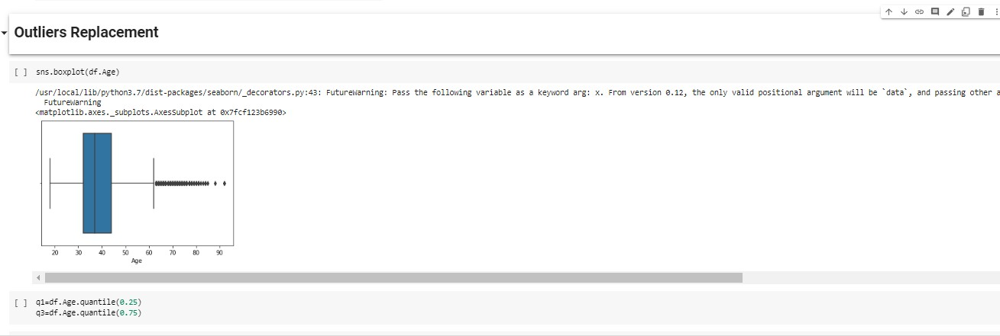 Outliers Replacement
[ ] sns.boxplot(df.Age)
/usr/local/lib/python3.7/dist-packages/seaborn/_decorators.py:43: FutureWarning: Pass the following variable as a keyword arg: x. From version 0.12, the only valid positional argument will be `data`, and passing other a
FutureWarning
<matplotlib.axes._subplots.AxesSubplot at 0x7fcf123b6990>
20 30 40 50 60 70 80 90
Age
[ ] q1=df.Age.quantile(0.25)
q3=df.Age.quantile(0.75)